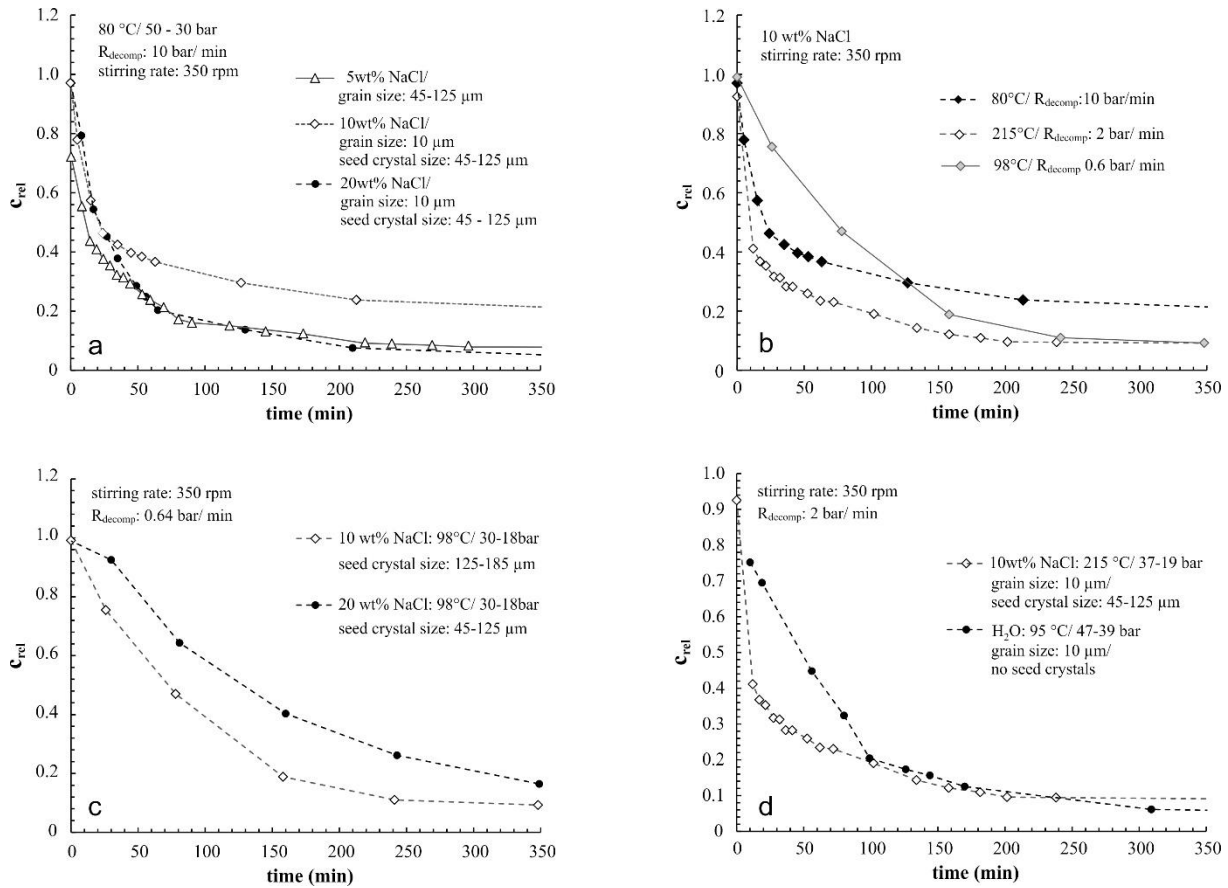 80 °C/ 50 - 30 bar
R_decomp: 10 bar/ min
stirring rate: 350 rpm
5wt% NaCl/
grain size: 45-125 µm
10wt% NaCl/
grain size: 10 µm
seed crystal size: 45-125 µm
20wt% NaCl/
grain size: 10 µm
seed crystal size: 45 - 125 µm
1.2
1.0
0.8
0.6
0.4
0.2
0
c_rel
a
0 50 100 150 200 250 300 350
time (min)
10 wt% NaCl
stirring rate: 350 rpm
80°C/ R_decomp:10 bar/min
215°C/ R_decomp: 2 bar/ min
98°C/ R_decomp 0.6 bar/ min
1.2
1.0
0.8
0.6
0.4
0.2
0
c_rel
b
0 50 100 150 200 250 300 350
time (min)
stirring rate: 350 rpm
R_decomp: 0.64 bar/ min
10 wt% NaCl: 98°C/ 30-18bar
seed crystal size: 125-185 µm
20 wt% NaCl: 98°C/ 30-18bar
seed crystal size: 45-125 µm
1.2
1.0
0.8
0.6
0.4
0.2
0
c_rel
c
0 50 100 150 200 250 300 350
time (min)
stirring rate: 350 rpm
R_decomp: 2 bar/ min
10wt% NaCl: 215 °C/ 37-19 bar
grain size: 10 µm/
seed crystal size: 45-125 µm
H₂O: 95 °C/ 47-39 bar
grain size: 10 µm/
no seed crystals
1.0
0.9
0.8
0.7
0.6
0.5
0.4
0.3
0.2
0.1
0
c_rel
d
0 50 100 150 200 250 300 350
time (min)